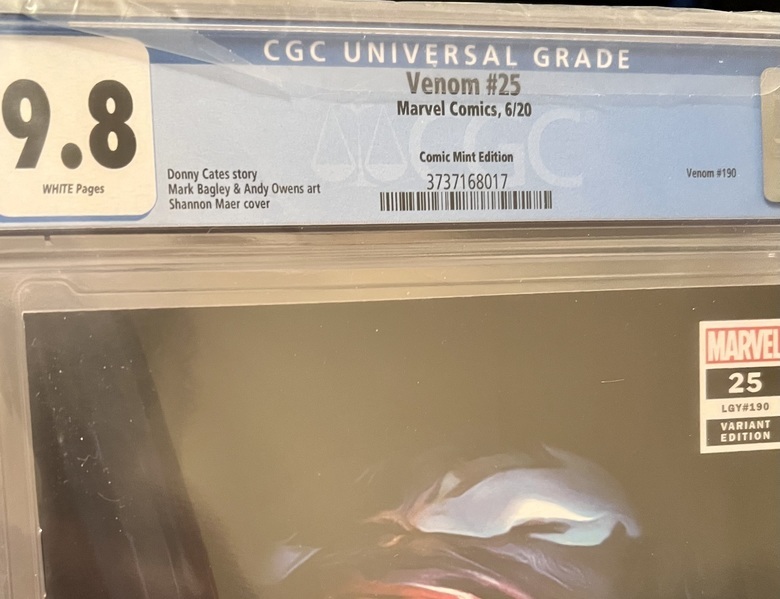 CGC UNIVERSAL GRADE
9.8
WHITE Pages
Venom #25
Marvel Comics, 6/20
CGC
Comic Mint Edition
3737168017
Donny Cates story
Mark Bagley & Andy Owens art
Shannon Maer cover
Venom #190
MARVEL
25
LGY#190
VARIANT
EDITION